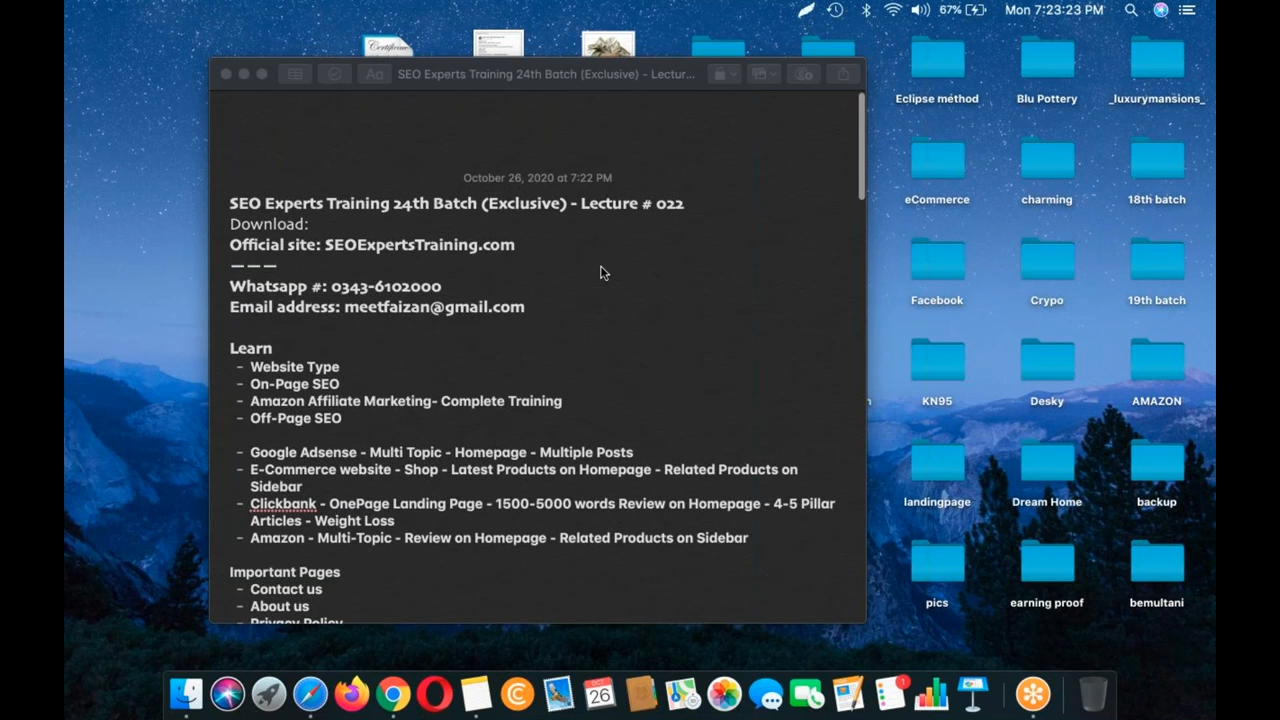 67%
Mon 7:23:23 PM
Certificate
SEO Experts Training 24th Batch (Exclusive) - Lectur...
October 26, 2020 at 7:22 PM
SEO Experts Training 24th Batch (Exclusive) - Lecture # 022
Download:
Official site: SEOExpertsTraining.com
———
Whatsapp #: 0343-6102000
Email address: meetfaizan@gmail.com
Learn
- Website Type
- On-Page SEO
- Amazon Affiliate Marketing- Complete Training
- Off-Page SEO
- Google Adsense - Multi Topic - Homepage - Multiple Posts
- E-Commerce website - Shop - Latest Products on Homepage - Related Products on
Sidebar
- Clickbank - OnePage Landing Page - 1500-5000 words Review on Homepage - 4-5 Pillar
Articles - Weight Loss
- Amazon - Multi-Topic - Review on Homepage - Related Products on Sidebar
Important Pages
- Contact us
- About us
- Privacy Policy
Eclipse method
Blu Pottery
_luxurymansions_
eCommerce
charming
18th batch
Facebook
Crypo
19th batch
KN95
Desky
AMAZON
landingpage
Dream Home
backup
pics
earning proof
bemultani
OCT
26
1